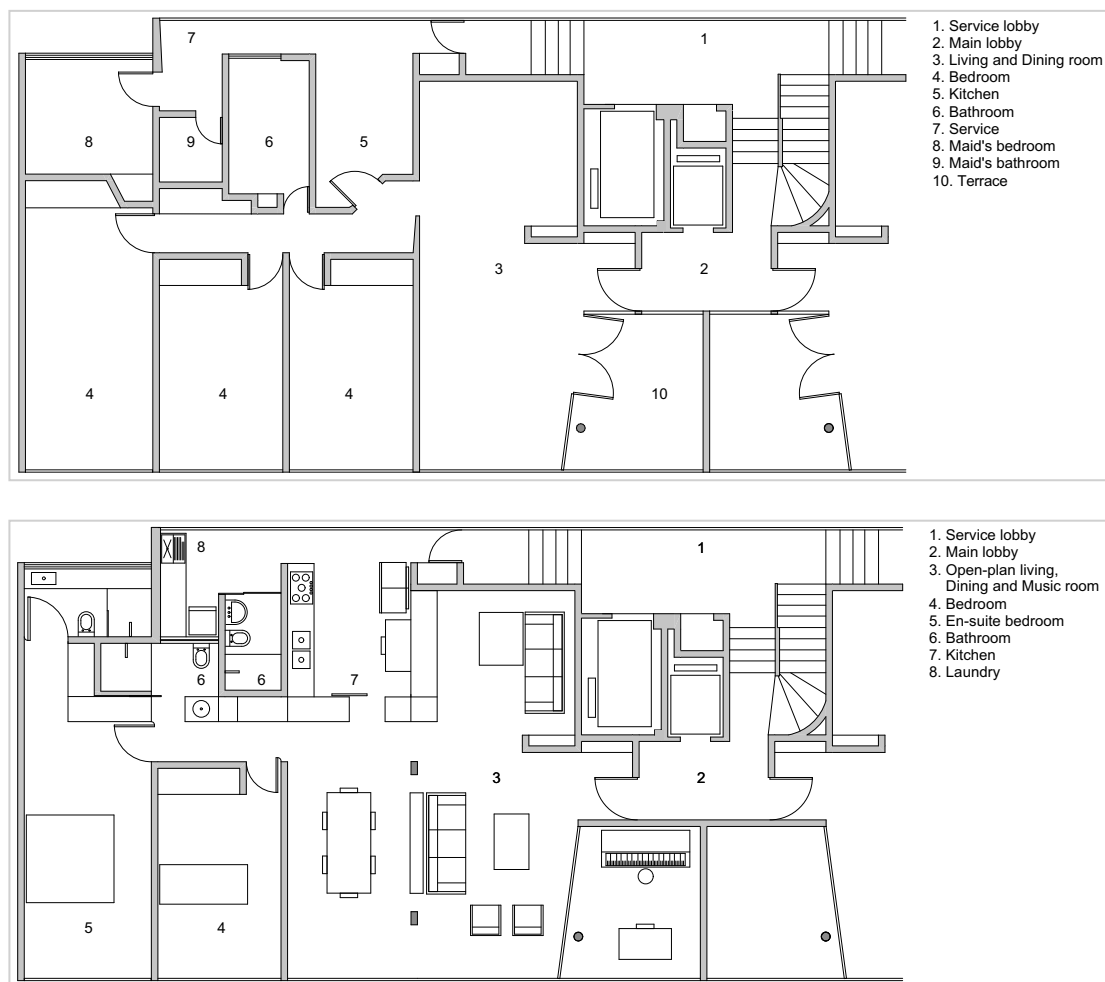 7
1
8
9
6
5
3
2
4
4
4
10
1. Service lobby
2. Main lobby
3. Living and Dining room
4. Bedroom
5. Kitchen
6. Bathroom
7. Service
8. Maid's bedroom
9. Maid's bathroom
10. Terrace
8
1
6
6
7
3
2
5
4
1. Service lobby
2. Main lobby
3. Open-plan living,
Dining and Music room
4. Bedroom
5. En-suite bedroom
6. Bathroom
7. Kitchen
8. Laundry